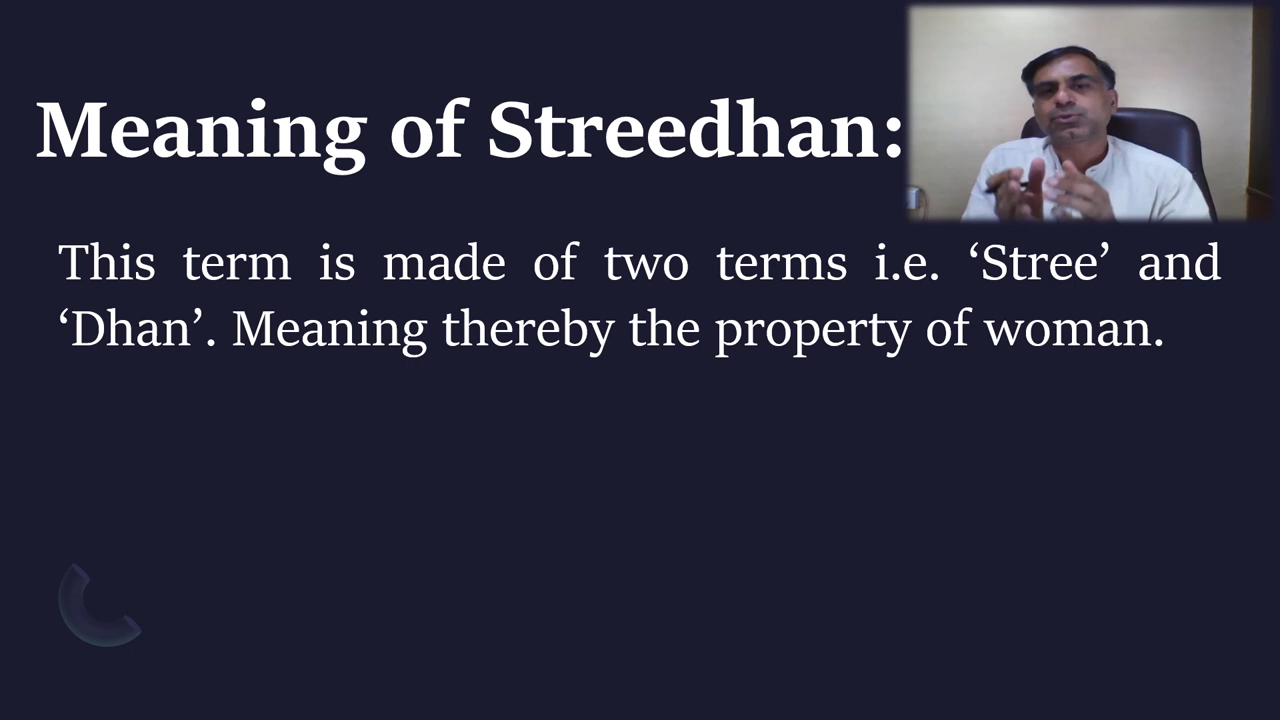 Meaning of Streedhan:
This term is made of two terms i.e. ‘Stree’ and
‘Dhan’. Meaning thereby the property of woman.